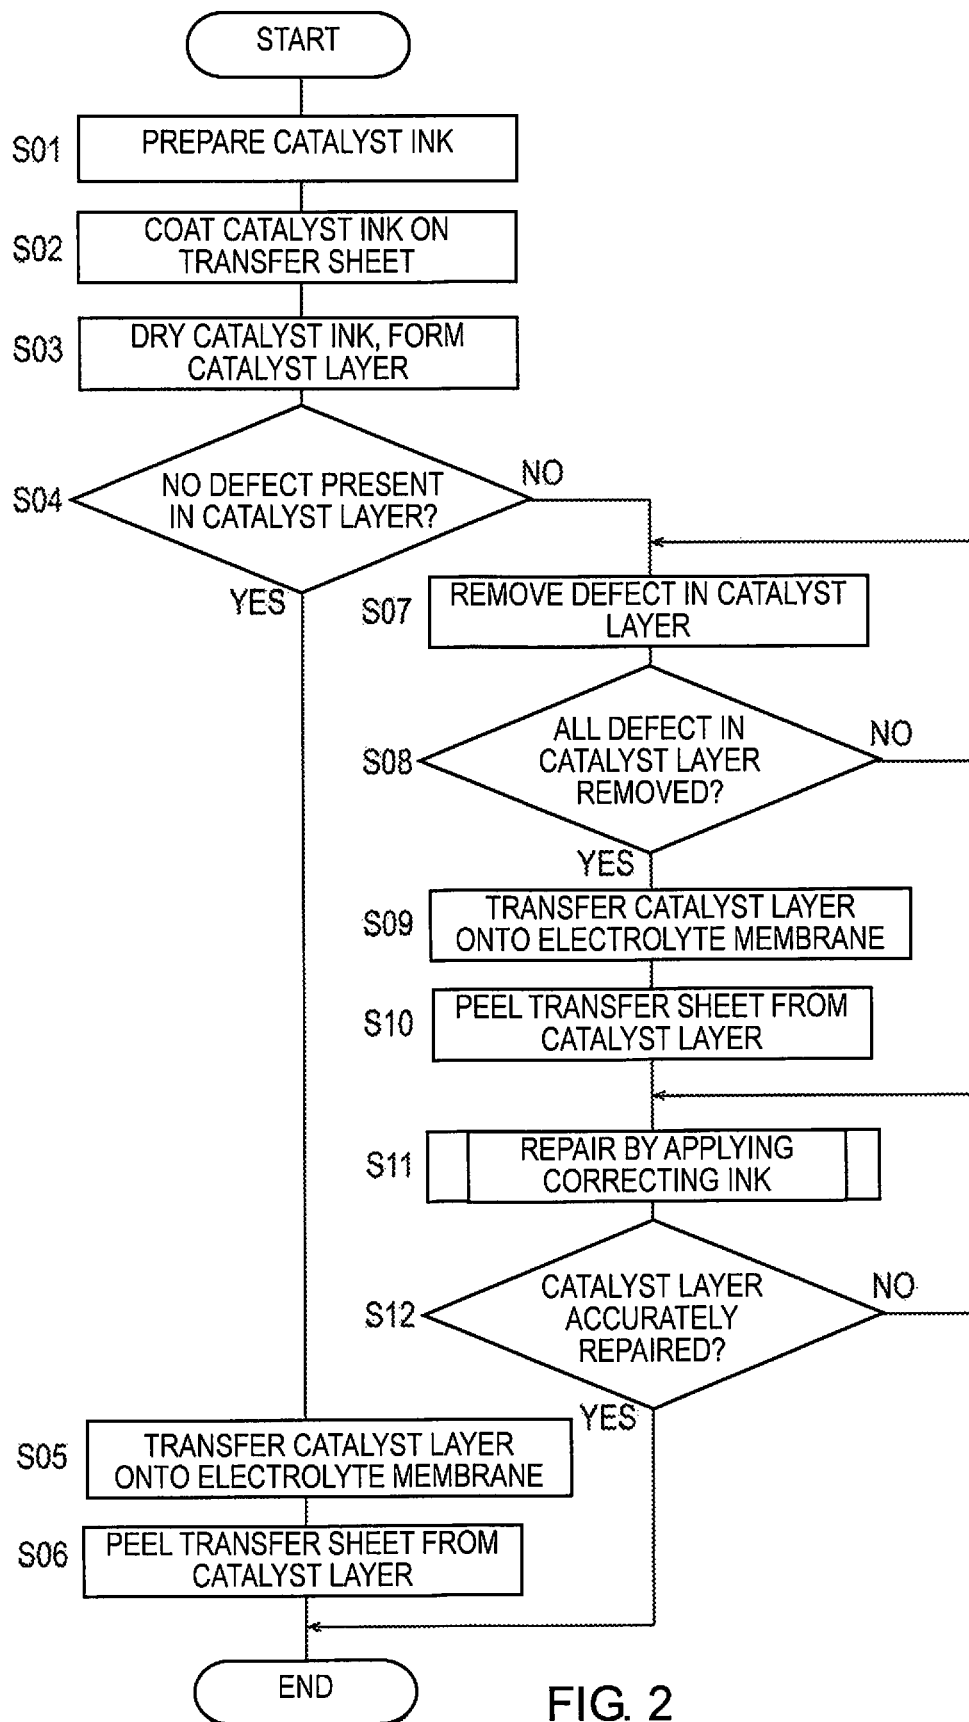 START
S01
PREPARE CATALYST INK
S02
COAT CATALYST INK ON
TRANSFER SHEET
S03
DRY CATALYST INK, FORM
CATALYST LAYER
S04
NO DEFECT PRESENT
IN CATALYST LAYER?
NO
YES
S07
REMOVE DEFECT IN CATALYST
LAYER
S08
ALL DEFECT IN
CATALYST LAYER
REMOVED?
NO
YES
S09
TRANSFER CATALYST LAYER
ONTO ELECTROLYTE MEMBRANE
S10
PEEL TRANSFER SHEET FROM
CATALYST LAYER
S11
REPAIR BY APPLYING
CORRECTING INK
S12
CATALYST LAYER
ACCURATELY
REPAIRED?
NO
YES
S05
TRANSFER CATALYST LAYER
ONTO ELECTROLYTE MEMBRANE
S06
PEEL TRANSFER SHEET FROM
CATALYST LAYER
END
FIG. 2